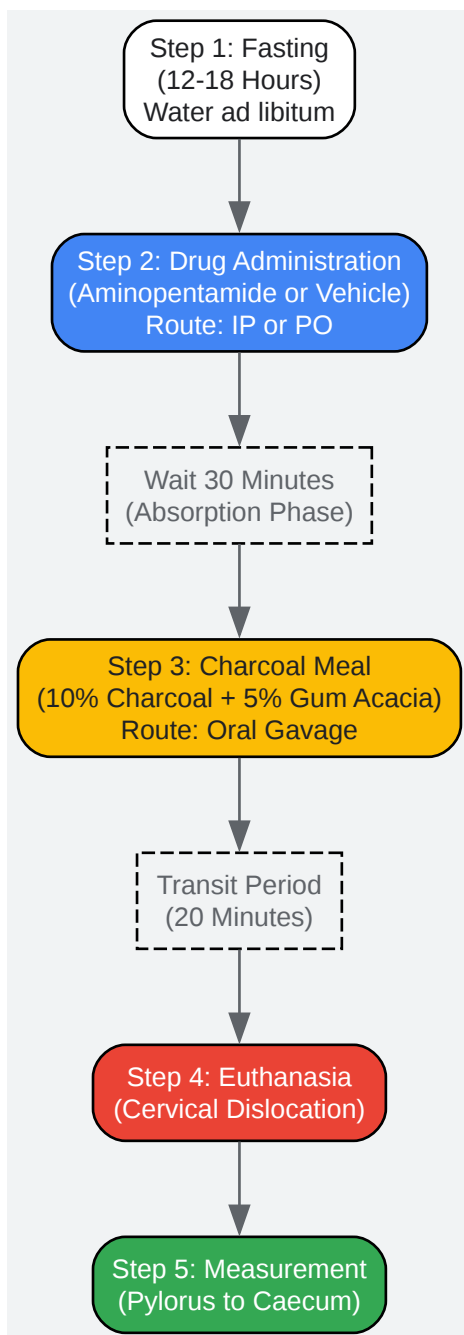 Step 1: Fasting
(12-18 Hours)
Water ad libitum
Step 2: Drug Administration
(Aminopentamide or Vehicle)
Route: IP or PO
Wait 30 Minutes
(Absorption Phase)
Step 3: Charcoal Meal
(10% Charcoal + 5% Gum Acacia)
Route: Oral Gavage
Transit Period
(20 Minutes)
Step 4: Euthanasia
(Cervical Dislocation)
Step 5: Measurement
(Pylorus to Caecum)